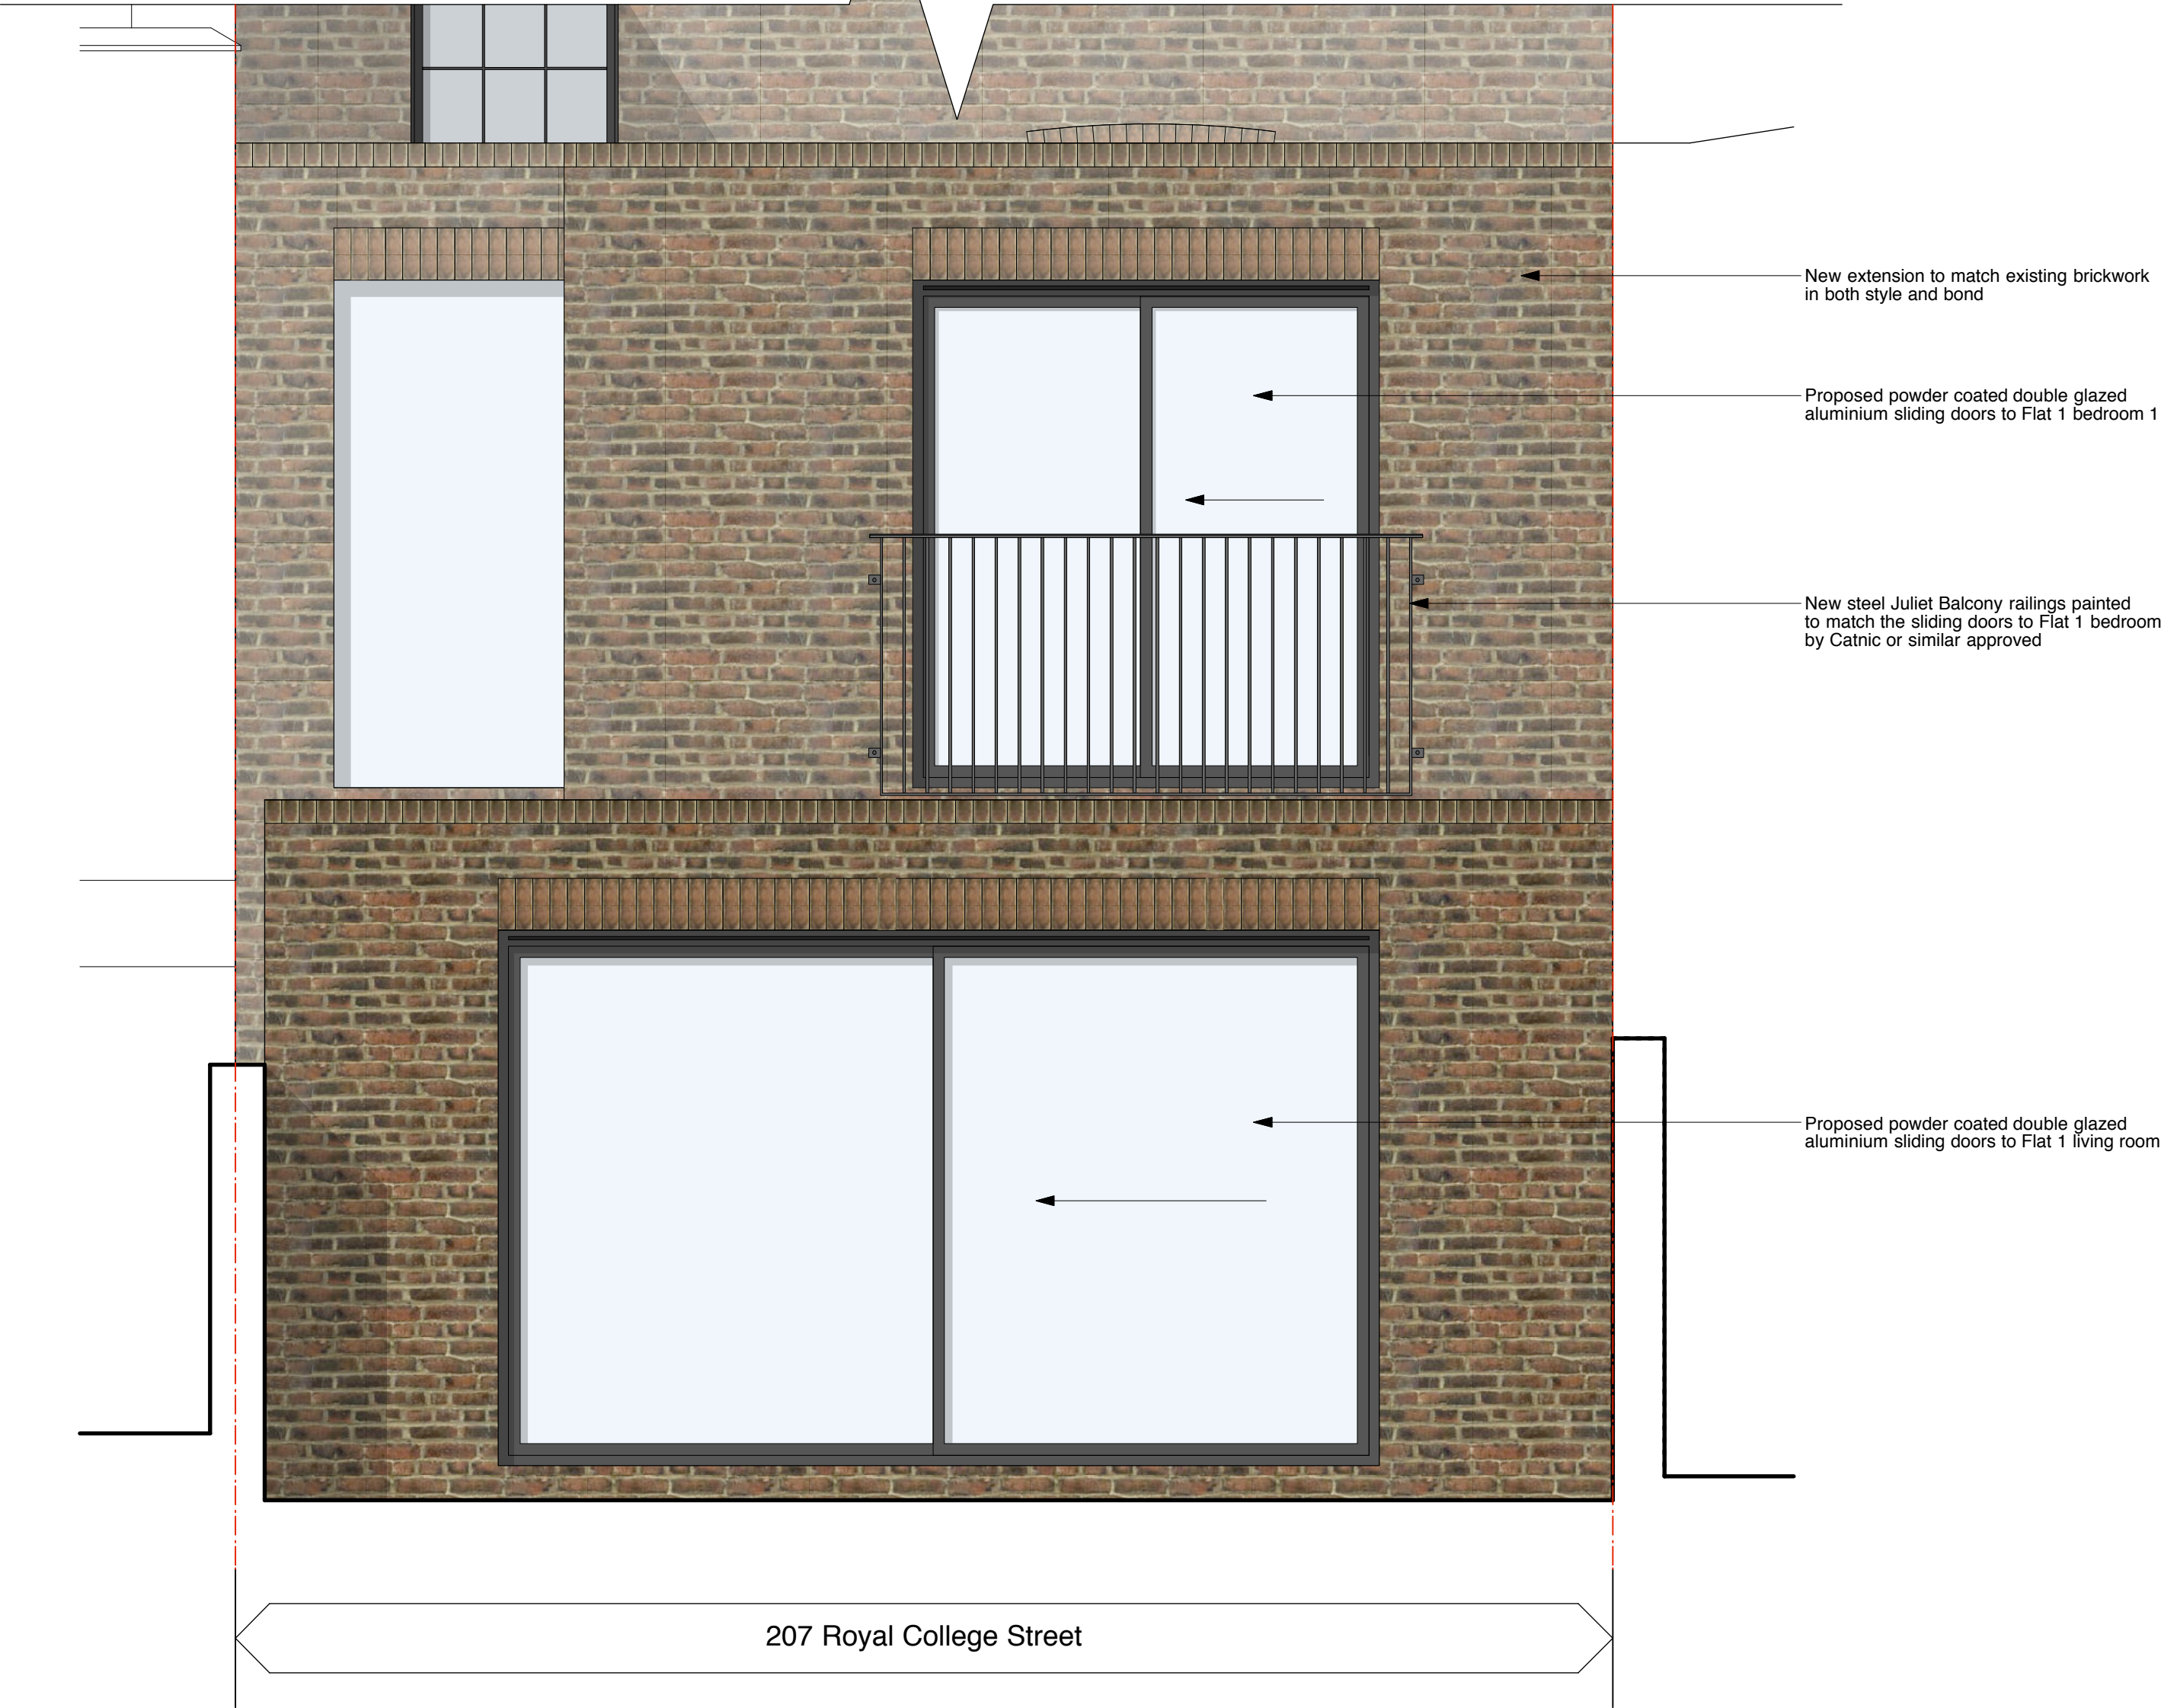 New extension to match existing brickwork
in both style and bond
Proposed powder coated double glazed
aluminium sliding doors to Flat 1 bedroom 1
New steel Juliet Balcony railings painted
to match the sliding doors to Flat 1 bedroom
by Catnic or similar approved
Proposed powder coated double glazed
aluminium sliding doors to Flat 1 living room
207 Royal College Street